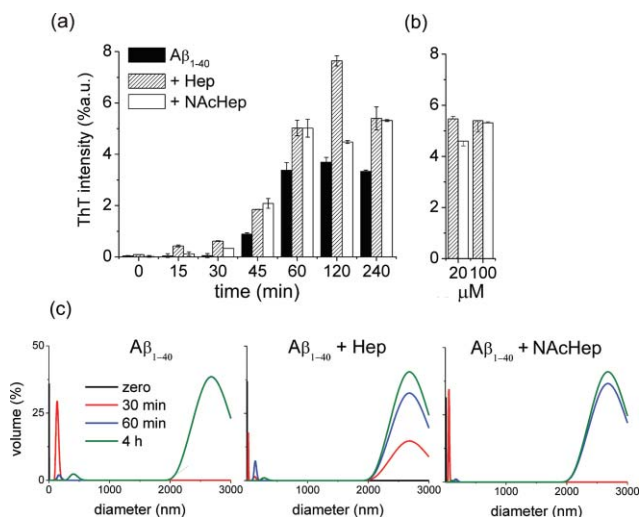 (a)
(b)
Aβ1-40
+ Hep
+ NAcHep
ThT intensity (%a.u.)
8
6
4
2
0
0 15 30 45 60 120 240
time (min)
8
6
4
2
0
20 100
μM
(c)
Aβ1-40
Aβ1-40 + Hep
Aβ1-40 + NAcHep
volume (%)
50
25
0
zero
30 min
60 min
4 h
0 1000 2000 3000
diameter (nm)
0 1000 2000 3000
diameter (nm)
0 1000 2000 3000
diameter (nm)